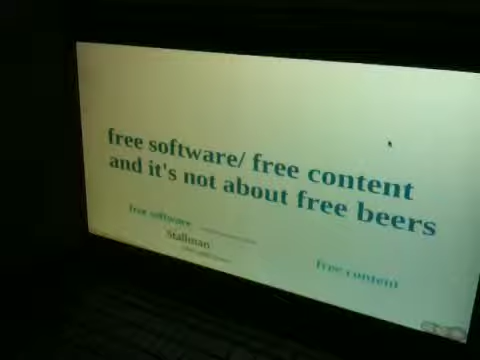 free software/ free content
and it's not about free beers
free software
Stallman
free content